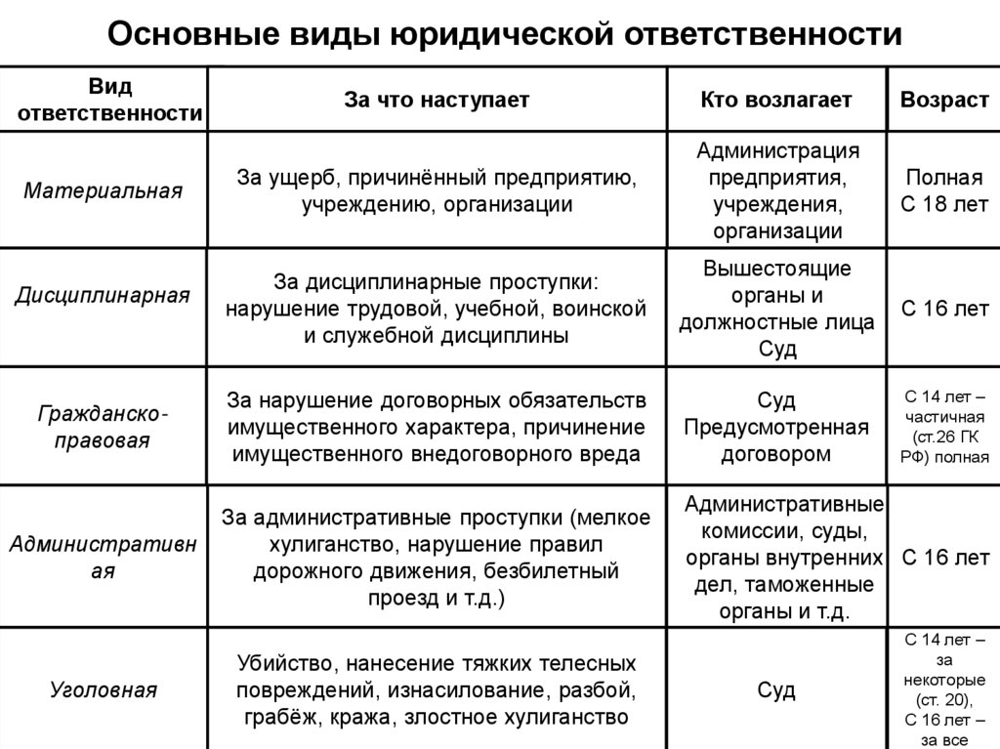 Основные виды юридической ответственности
Вид
ответственности
За что наступает
Кто возлагает
Возраст
Материальная
За ущерб, причинённый предприятию,
учреждению, организации
Администрация
предприятия,
учреждения,
организации
Полная
С 18 лет
Дисциплинарная
За дисциплинарные проступки:
нарушение трудовой, учебной, воинской
и служебной дисциплины
Вышестоящие
органы и
должностные лица
Суд
С 16 лет
Гражданско-
правовая
За нарушение договорных обязательств
имущественного характера, причинение
имущественного внедоговорного вреда
Суд
Предусмотренная
договором
С 14 лет –
частичная
(ст.26 ГК
РФ) полная
Административн
ая
За административные проступки (мелкое
хулиганство, нарушение правил
дорожного движения, безбилетный
проезд и т.д.)
Административные
комиссии, суды,
органы внутренних
дел, таможенные
органы и т.д.
С 16 лет
Уголовная
Убийство, нанесение тяжких телесных
повреждений, изнасилование, разбой,
грабёж, кража, злостное хулиганство
Суд
С 14 лет –
за
некоторые
(ст. 20),
С 16 лет –
за все